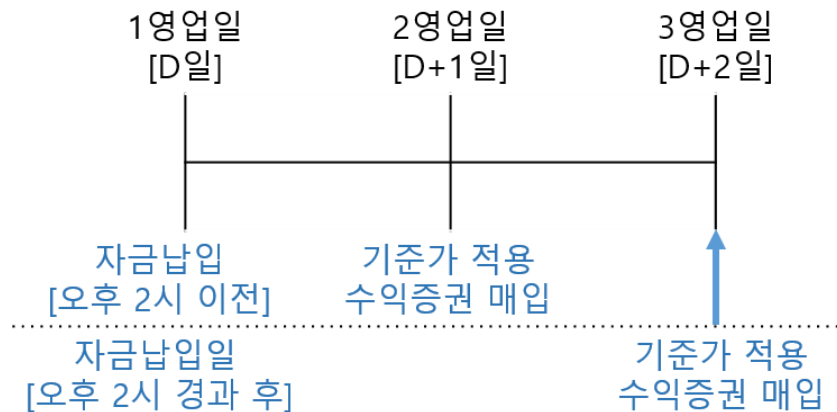 1영업일
[D일]
2영업일
[D+1일]
3영업일
[D+2일]
자금납입
[오후 2시 이전]
기준가 적용
수익증권 매입
자금납입일
[오후 2시 경과 후]
기준가 적용
수익증권 매입